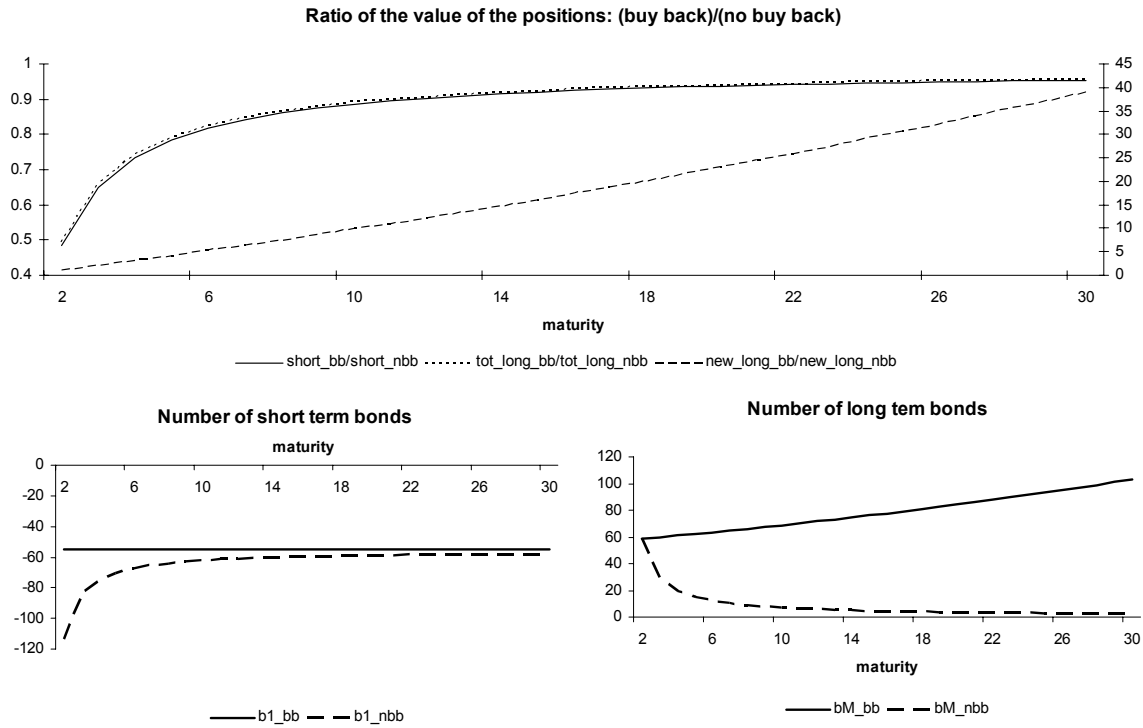 Ratio of the value of the positions: (buy back)/(no buy back)
1 45
0.9 40
35
0.8 30
25
0.7 20
0.6 15
0.5 10
5
0.4 0
2 6 10 14 18 22 26 30
maturity
short_bb/short_nbb tot_long_bb/tot_long_nbb new_long_bb/new_long_nbb
Number of short term bonds
maturity
0
2 6 10 14 18 22 26 30
-20
-40
-60
-80
-100
-120
b1_bb b1_nbb
Number of long tem bonds
120
100
80
60
40
20
0
2 6 10 14 18 22 26 30
maturity
bM_bb bM_nbb